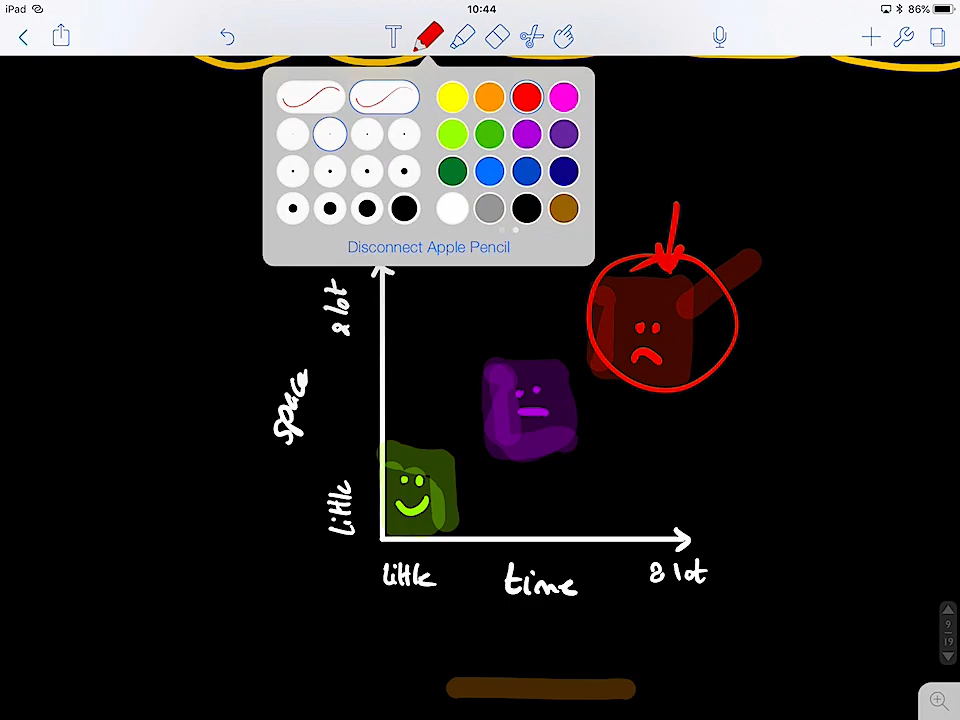 iPad 10:44 86%
T
Disconnect Apple Pencil
a lot
space
little
little time a lot
9
19